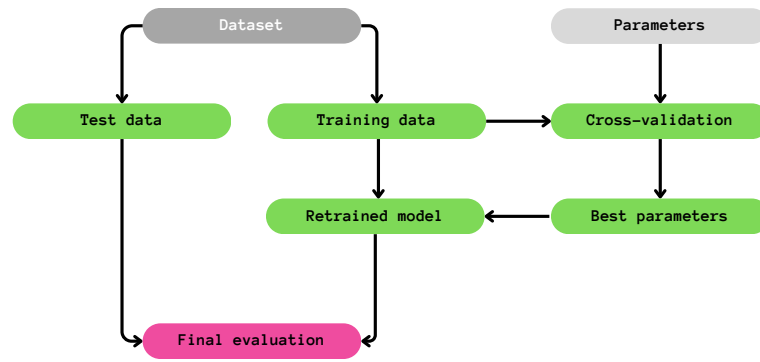 Dataset
Parameters
Test data
Training data
Cross-validation
Retrained model
Best parameters
Final evaluation